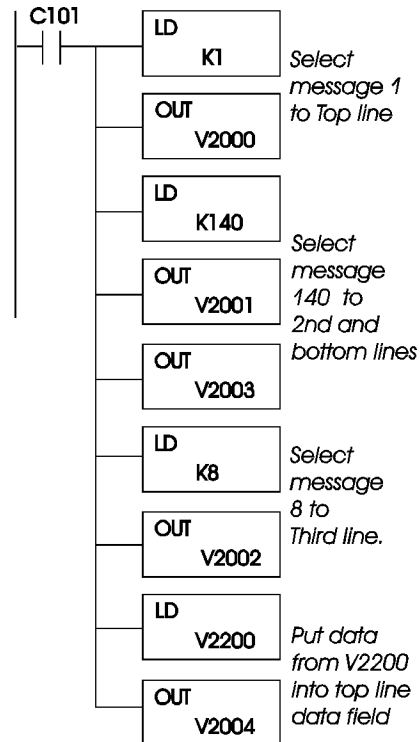 C101
LD
K1
Select
message 1
to Top line
OUT
V2000
LD
K140
Select
message
140 to
2nd and
bottom lines
OUT
V2001
OUT
V2003
LD
K8
Select
message
8 to
Third line.
OUT
V2002
LD
V2200
Put data
from V2200
into top line
data field
OUT
V2004